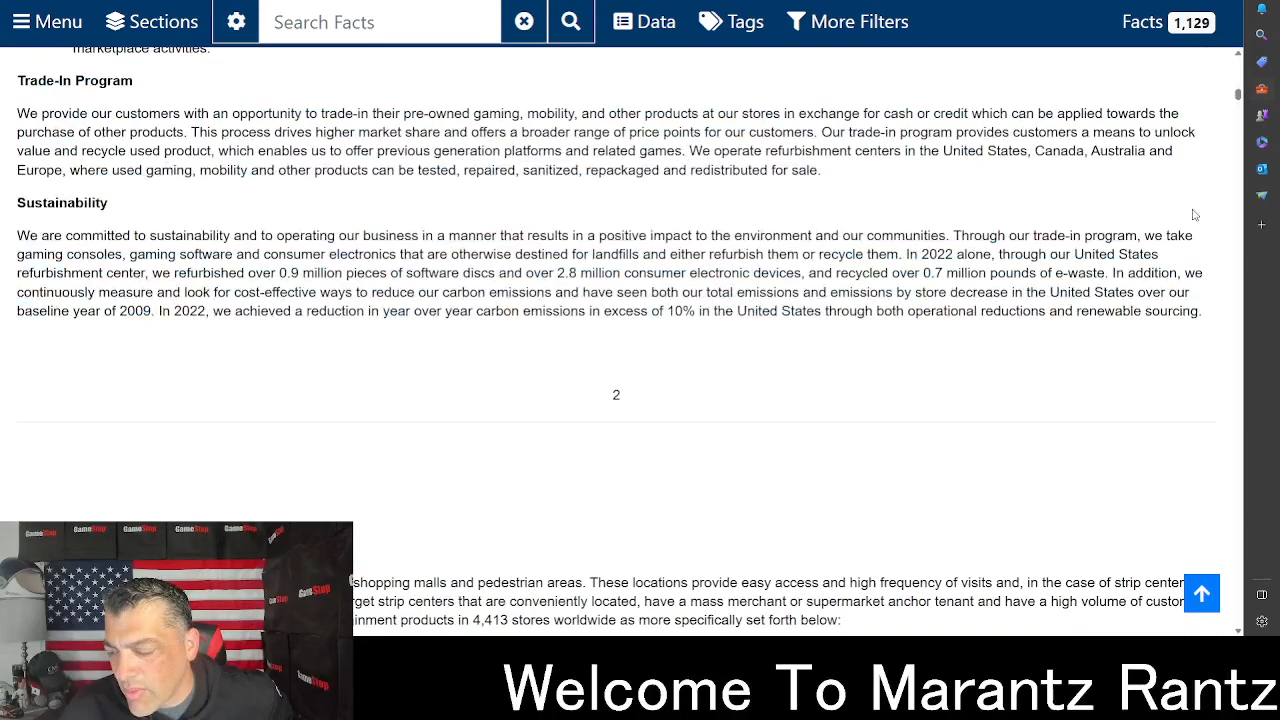 Menu Sections Search Facts Data Tags More Filters Facts 1,129
marketplace activities.
Trade-In Program
We provide our customers with an opportunity to trade-in their pre-owned gaming, mobility, and other products at our stores in exchange for cash or credit which can be applied towards the
purchase of other products. This process drives higher market share and offers a broader range of price points for our customers. Our trade-in program provides customers a means to unlock
value and recycle used product, which enables us to offer previous generation platforms and related games. We operate refurbishment centers in the United States, Canada, Australia and
Europe, where used gaming, mobility and other products can be tested, repaired, sanitized, repackaged and redistributed for sale.
Sustainability
We are committed to sustainability and to operating our business in a manner that results in a positive impact to the environment and our communities. Through our trade-in program, we take
gaming consoles, gaming software and consumer electronics that are otherwise destined for landfills and either refurbish them or recycle them. In 2022 alone, through our United States
refurbishment center, we refurbished over 0.9 million pieces of software discs and over 2.8 million consumer electronic devices, and recycled over 0.7 million pounds of e-waste. In addition, we
continuously measure and look for cost-effective ways to reduce our carbon emissions and have seen both our total emissions and emissions by store decrease in the United States over our
baseline year of 2009. In 2022, we achieved a reduction in year over year carbon emissions in excess of 10% in the United States through both operational reductions and renewable sourcing.
2
shopping malls and pedestrian areas. These locations provide easy access and high frequency of visits and, in the case of strip center
rget strip centers that are conveniently located, have a mass merchant or supermarket anchor tenant and have a high volume of custom
inment products in 4,413 stores worldwide as more specifically set forth below:
GameStop GameStop GameStop GameStop GameStop
GameStop
GameStop
Welcome To Marantz Rantz